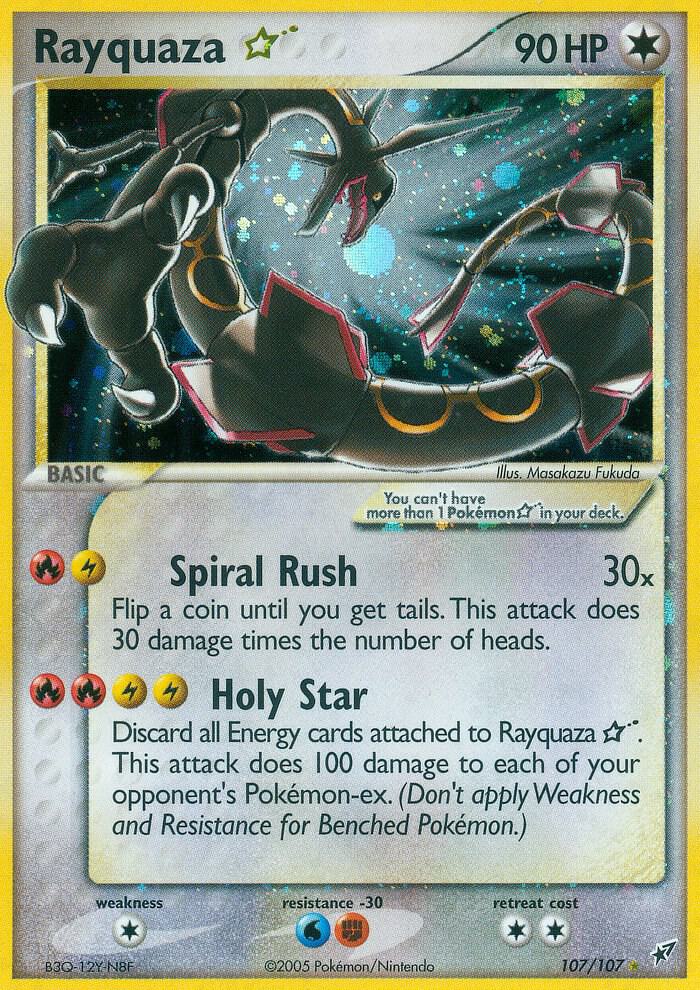 Rayquaza ☆
90 HP
BASIC
Illus. Masakazu Fukuda
You can't have
more than 1 Pokémon☆ in your deck.
Spiral Rush 30x
Flip a coin until you get tails. This attack does
30 damage times the number of heads.
Holy Star
Discard all Energy cards attached to Rayquaza ☆.
This attack does 100 damage to each of your
opponent's Pokémon-ex. (Don't apply Weakness
and Resistance for Benched Pokémon.)
weakness
resistance -30
retreat cost
B3Q-12Y-N8F
©2005 Pokémon/Nintendo
107/107 ★